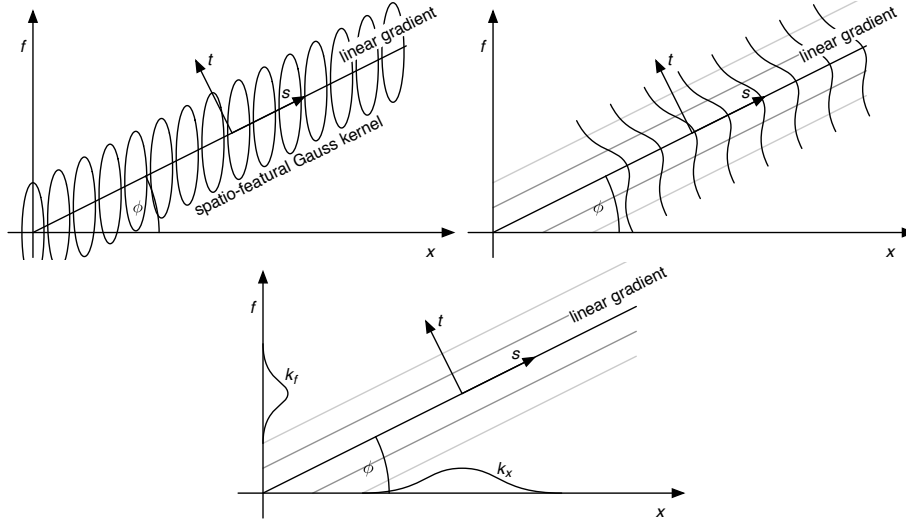 f
t
linear gradient
s
spatio-featural Gauss kernel
ϕ
x
f
t
linear gradient
s
ϕ
x
f
t
linear gradient
s
k_f
ϕ
k_x
x